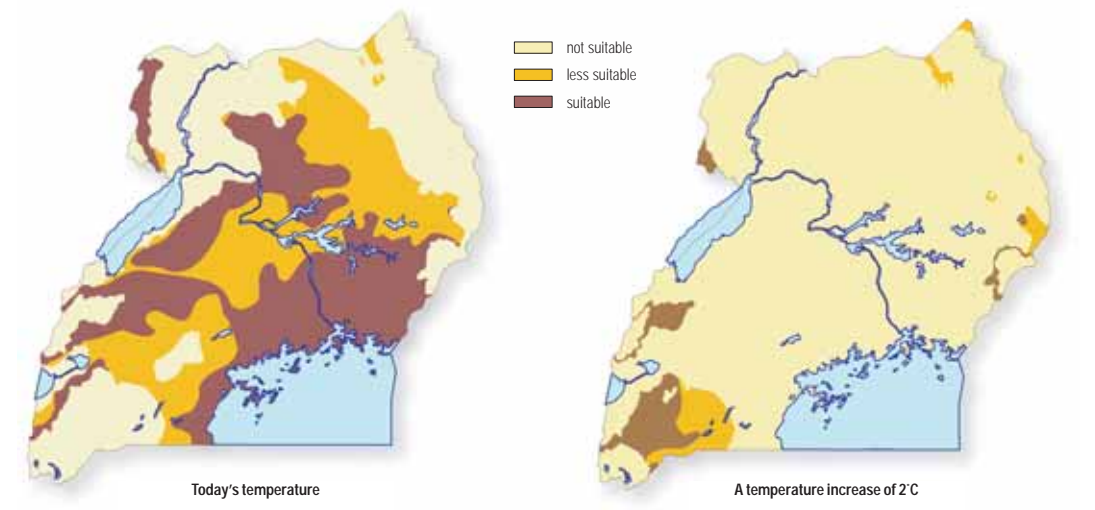 not suitable
less suitable
suitable
Today's temperature
A temperature increase of 2°C